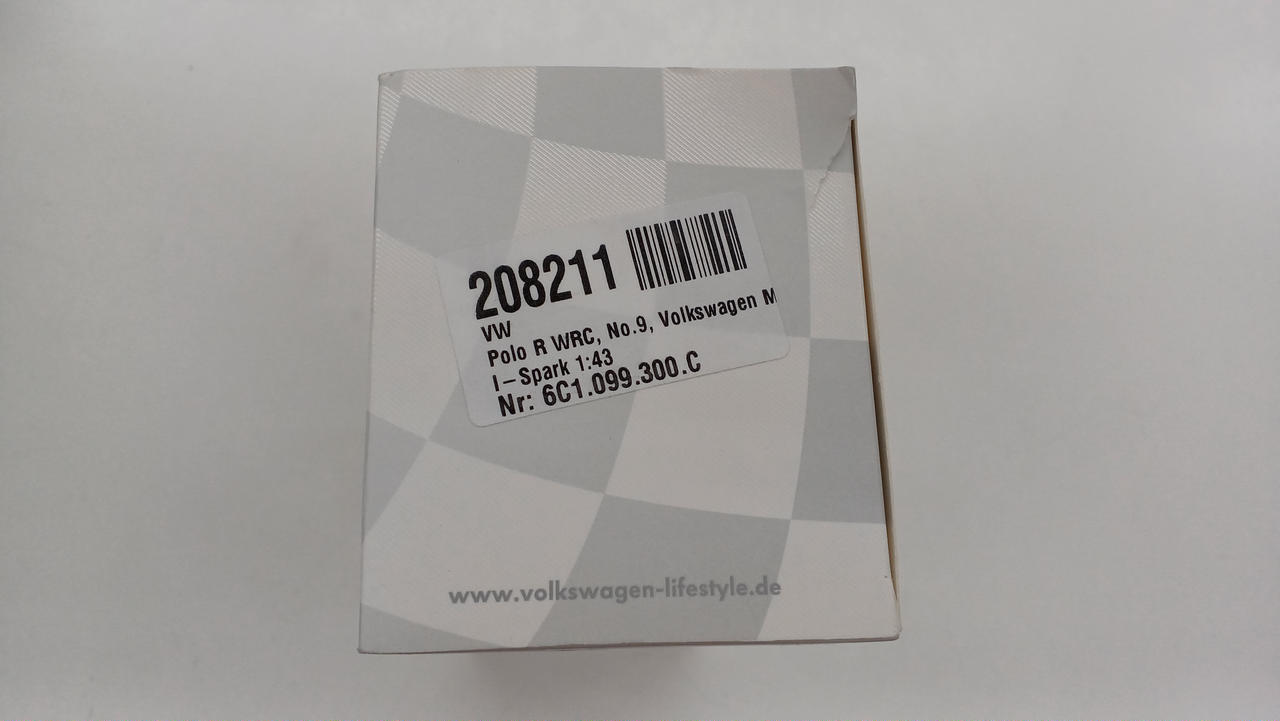 208211
VW
Polo R WRC, No.9, Volkswagen M
I – Spark 1:43
Nr: 6C1.099.300.C
www.volkswagen-lifestyle.de